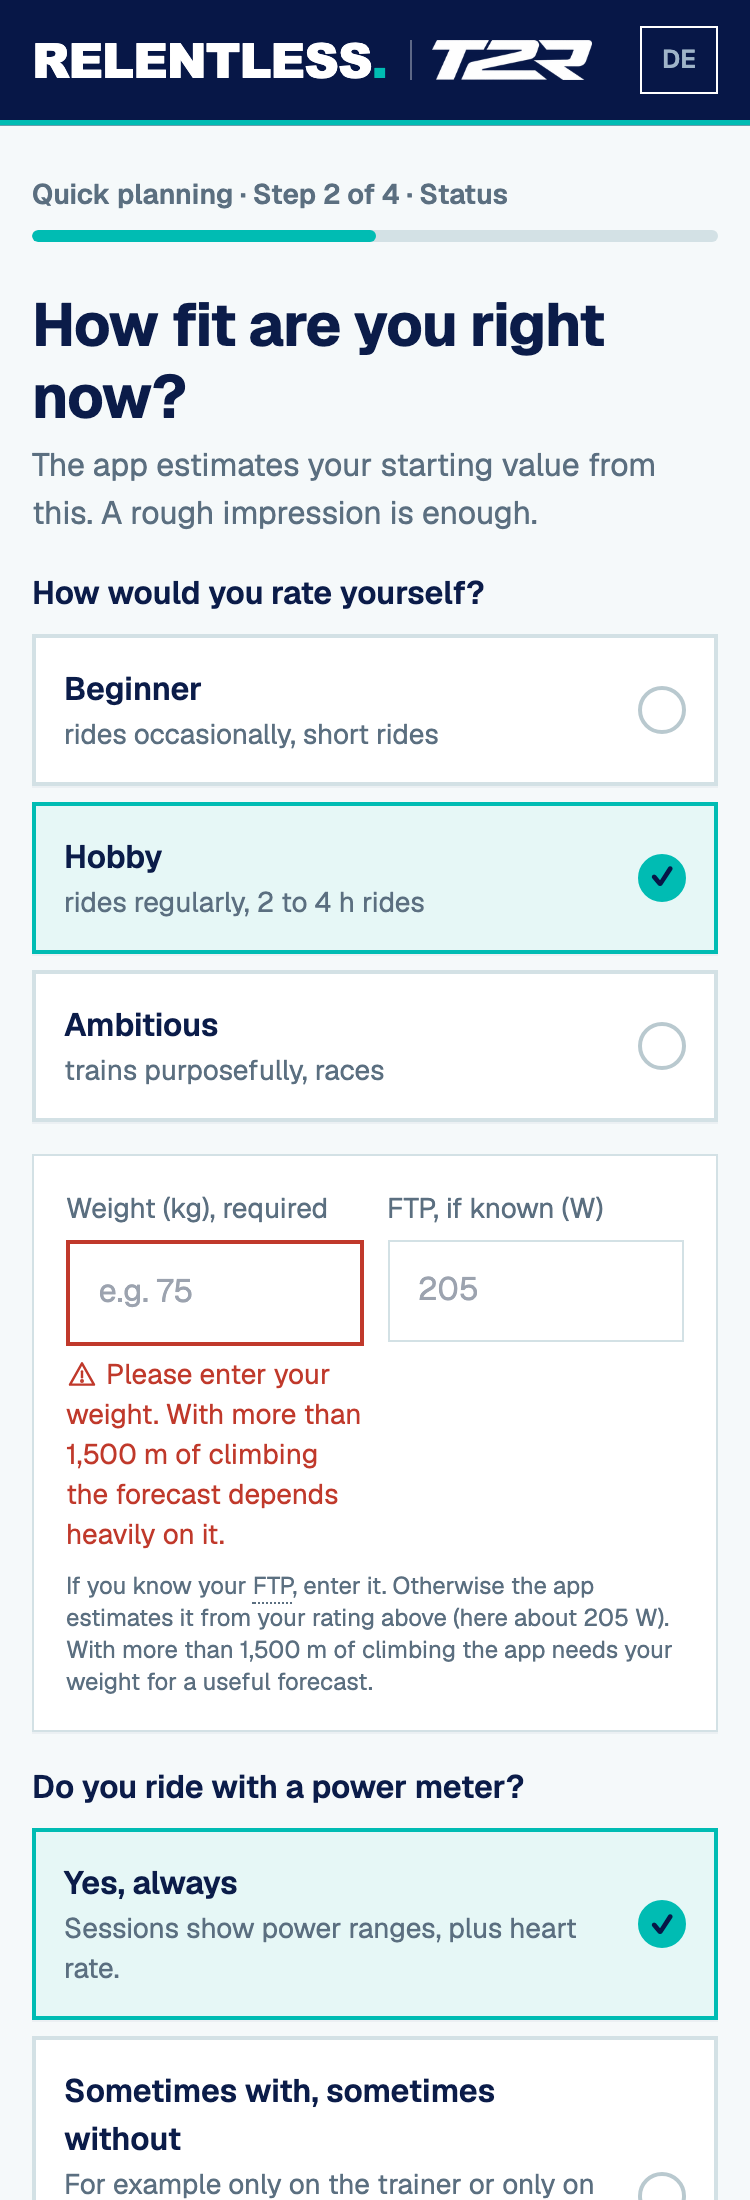 RELENTLESS. T2R DE
Quick planning · Step 2 of 4 · Status
How fit are you right
now?
The app estimates your starting value from
this. A rough impression is enough.
How would you rate yourself?
Beginner
rides occasionally, short rides
Hobby
rides regularly, 2 to 4 h rides
Ambitious
trains purposefully, races
Weight (kg), required FTP, if known (W)
e.g. 75 205
⚠ Please enter your
weight. With more than
1,500 m of climbing
the forecast depends
heavily on it.
If you know your FTP, enter it. Otherwise the app
estimates it from your rating above (here about 205 W).
With more than 1,500 m of climbing the app needs your
weight for a useful forecast.
Do you ride with a power meter?
Yes, always
Sessions show power ranges, plus heart
rate.
Sometimes with, sometimes
without
For example only on the trainer or only on